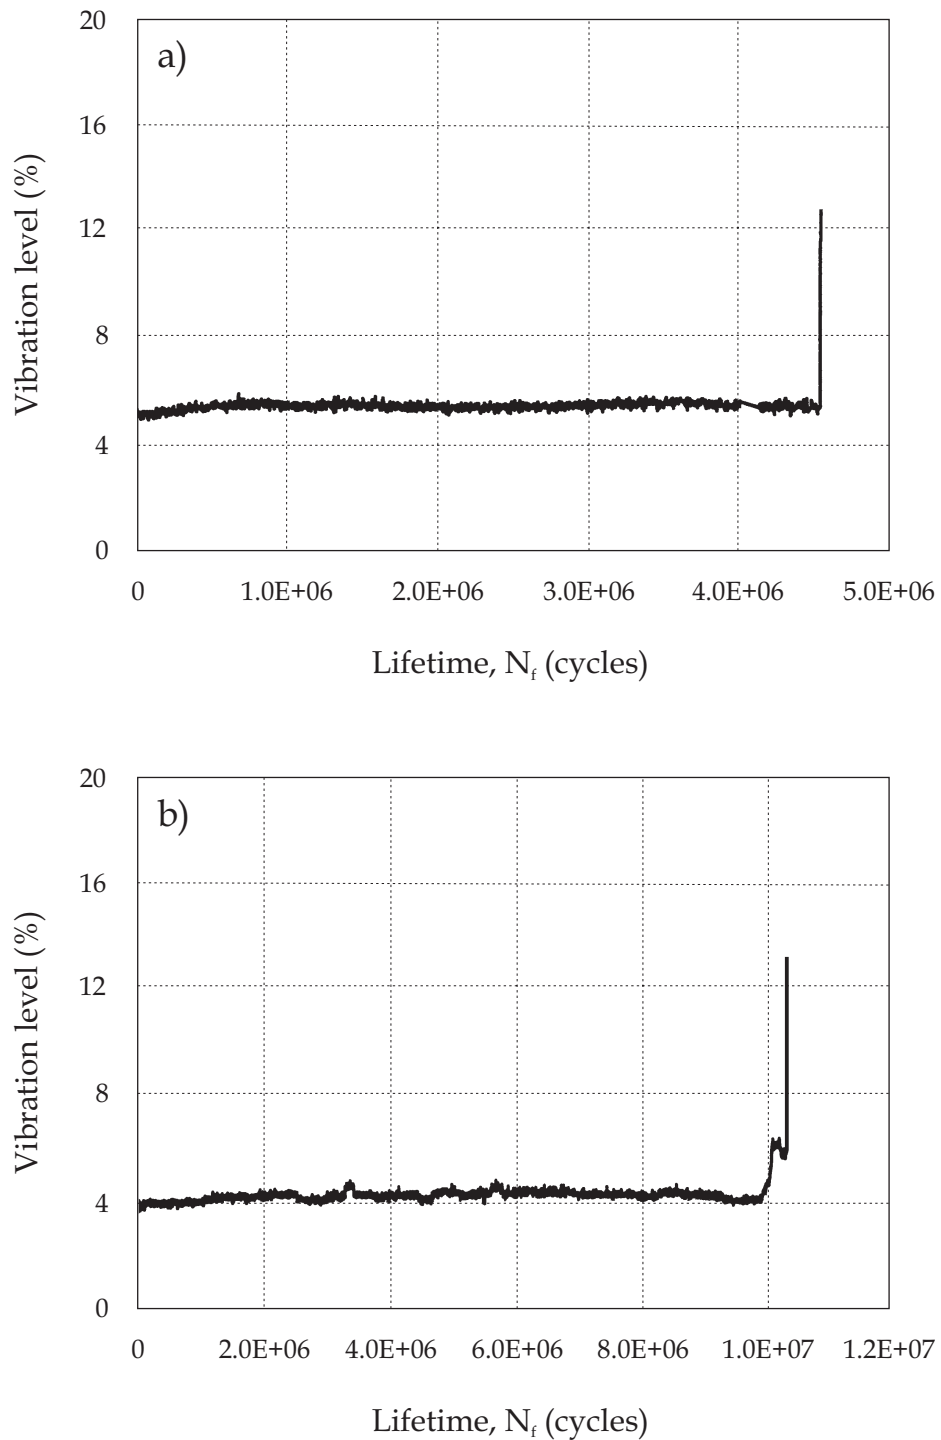 20
a)
16
12
8
4
0
Vibration level (%)
0 1.0E+06 2.0E+06 3.0E+06 4.0E+06 5.0E+06
Lifetime, Nf (cycles)
20
b)
16
12
8
4
0
Vibration level (%)
0 2.0E+06 4.0E+06 6.0E+06 8.0E+06 1.0E+07 1.2E+07
Lifetime, Nf (cycles)